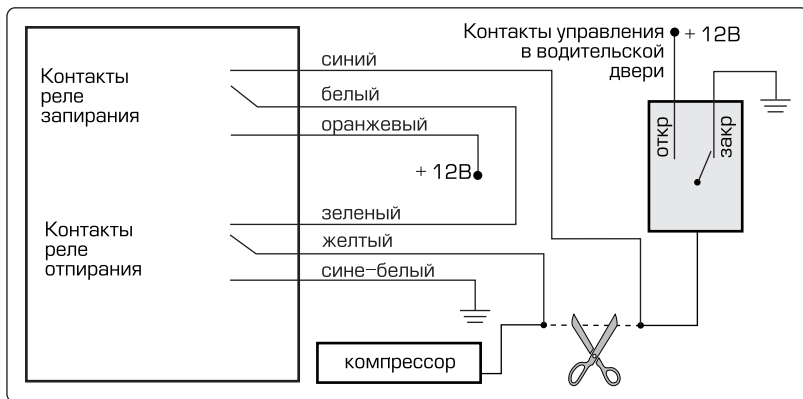 Контакты управления
в водительской
двери
+ 12В
Контакты
реле
запирания
синий
белый
оранжевый
+ 12В
откр
закр
Контакты
реле
отпирания
зеленый
желтый
сине-белый
компрессор